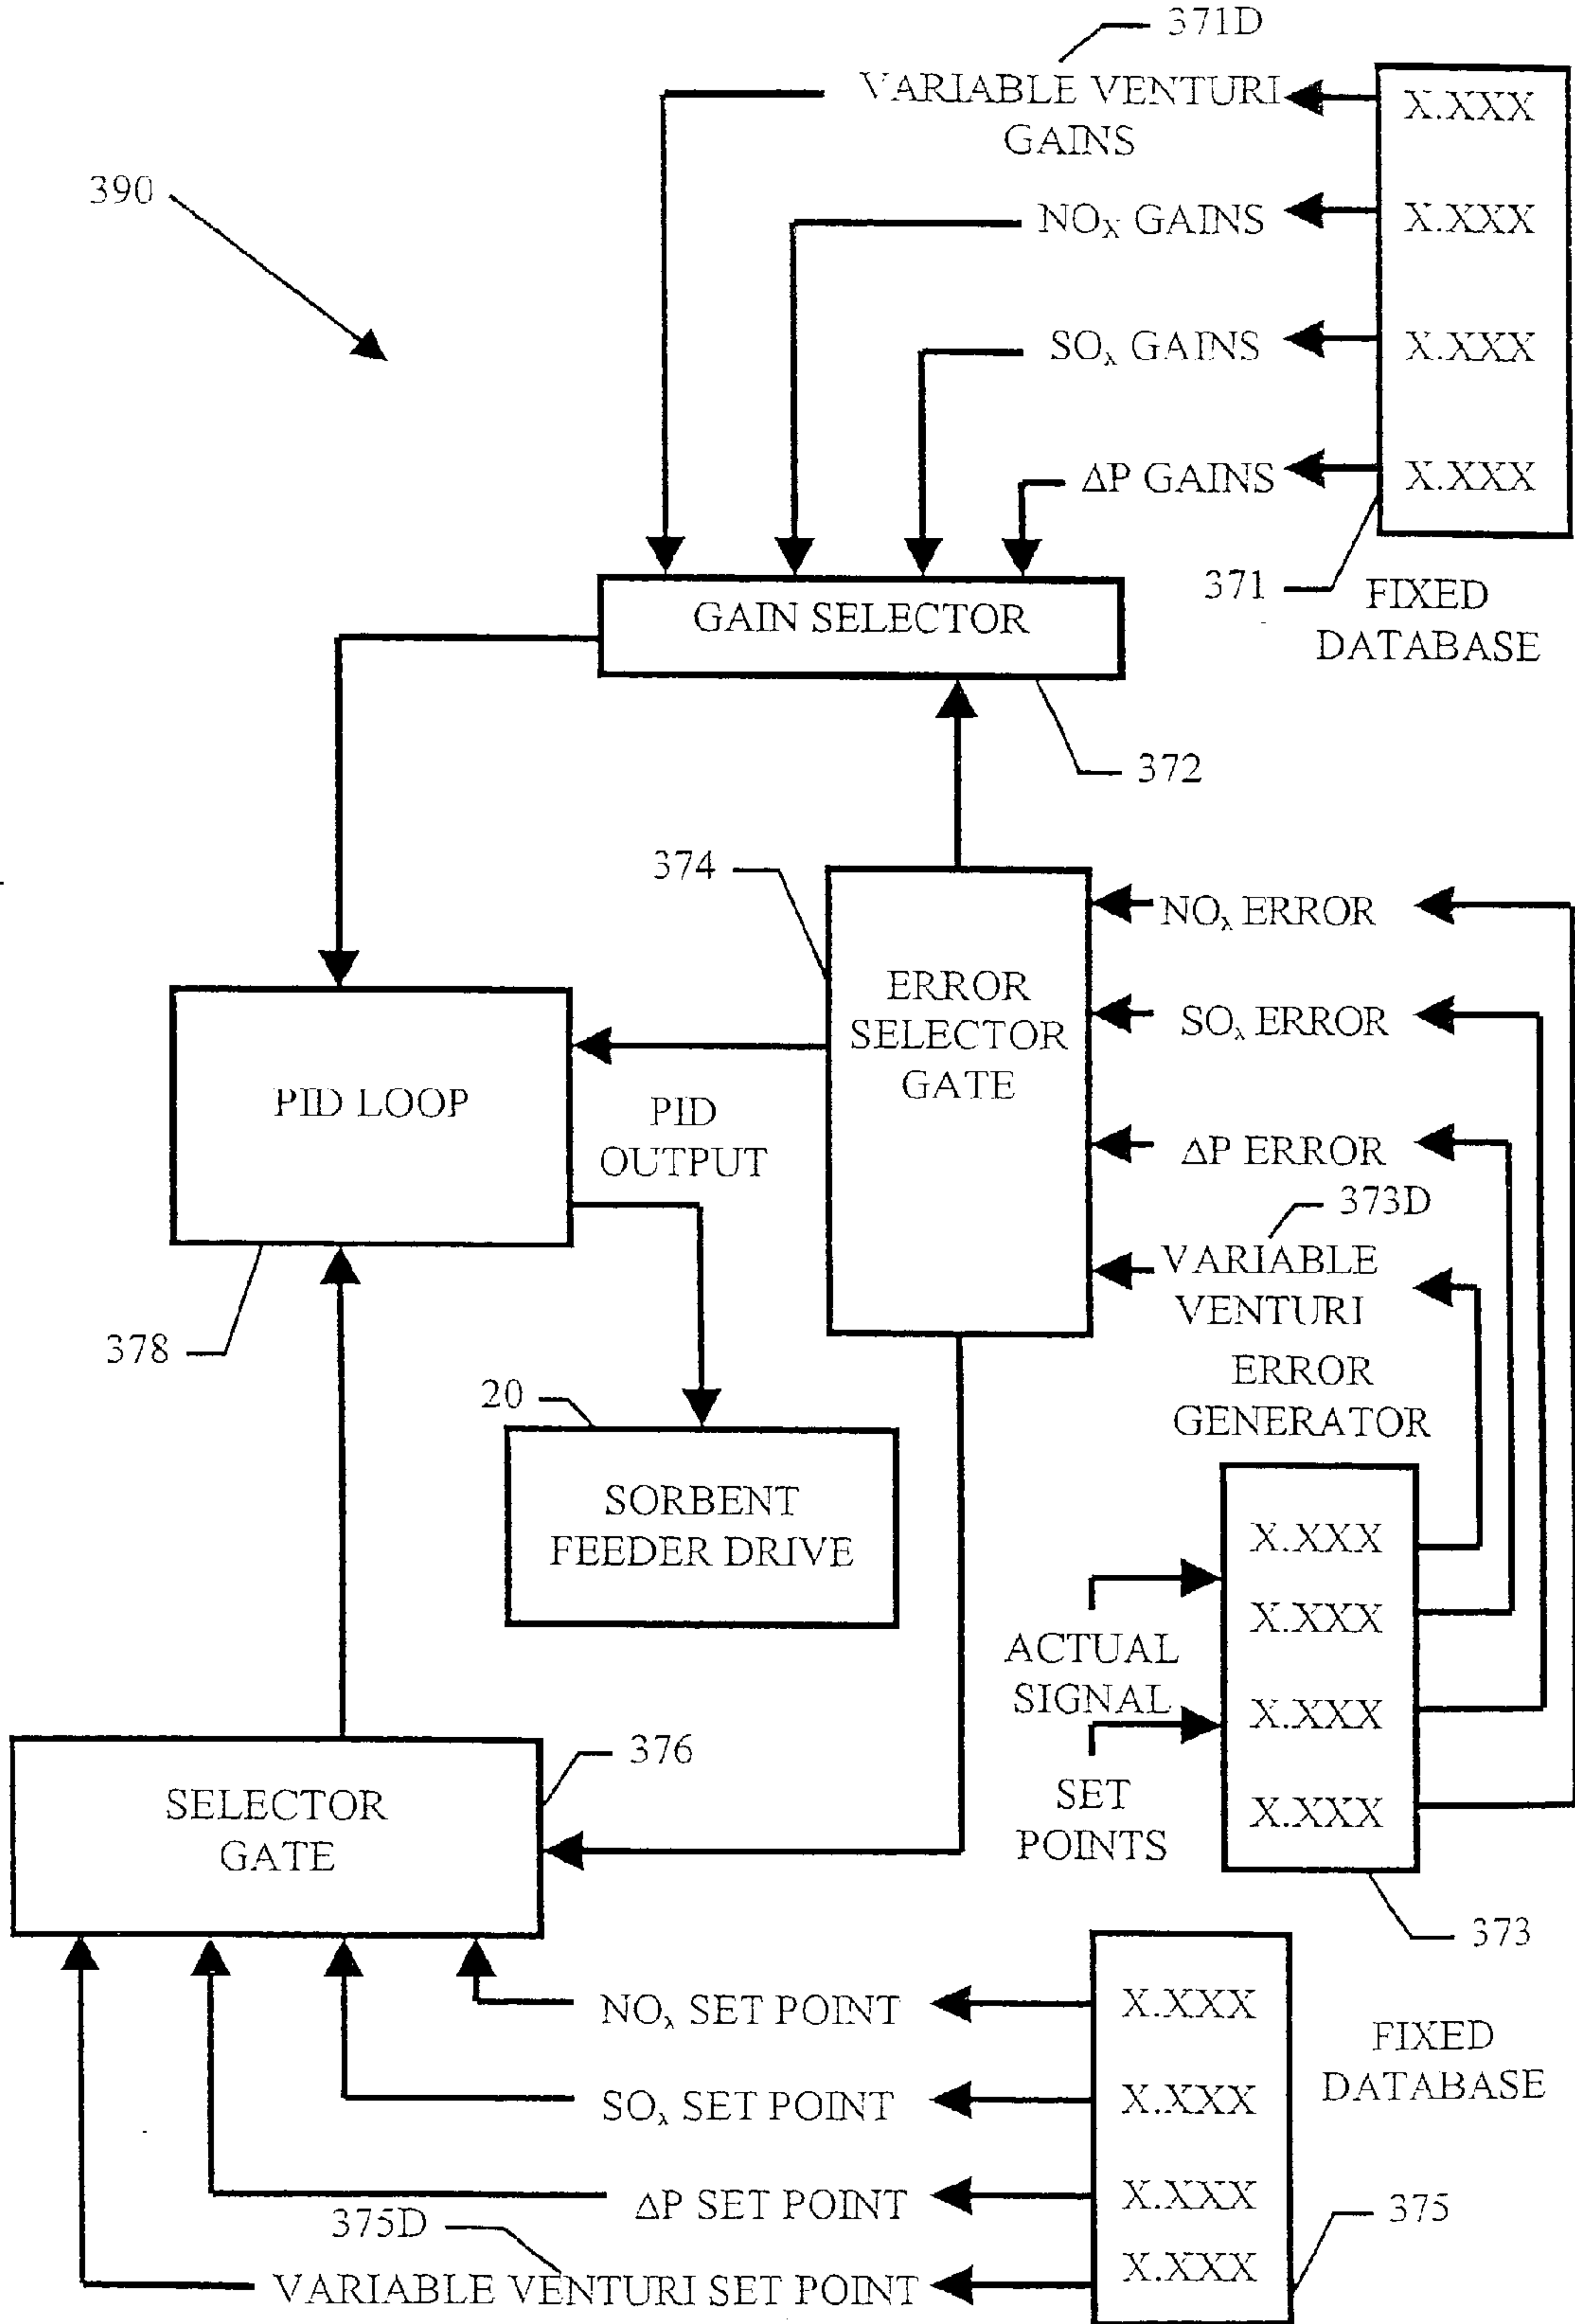 371D
VARIABLE VENTURI
GAINS
X.XXX
390
NOX GAINS
X.XXX
SOx GAINS
X.XXX
ΔP GAINS
X.XXX
371
FIXED
DATABASE
GAIN SELECTOR
372
374
NOx ERROR
ERROR
SELECTOR
GATE
SOx ERROR
PID LOOP
PID
OUTPUT
ΔP ERROR
373D
VARIABLE
VENTURI
378
ERROR
GENERATOR
20
SORBENT
FEEDER DRIVE
X.XXX
X.XXX
ACTUAL
SIGNAL
X.XXX
376
SET
POINTS
X.XXX
SELECTOR
GATE
373
NOx SET POINT
X.XXX
FIXED
DATABASE
SOx SET POINT
X.XXX
ΔP SET POINT
X.XXX
375
375D
VARIABLE VENTURI SET POINT
X.XXX